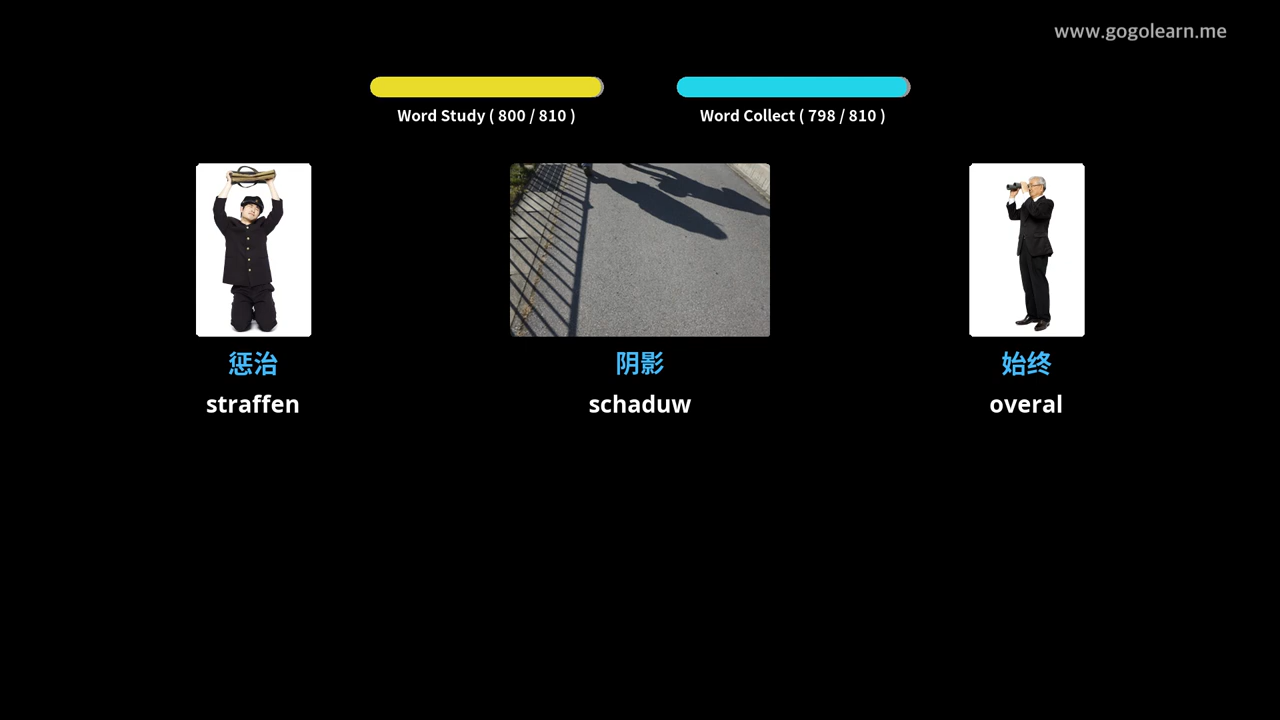 www.gogolearn.me
Word Study ( 800 / 810 )
Word Collect ( 798 / 810 )
惩治
阴影
始终
straffen
schaduw
overal